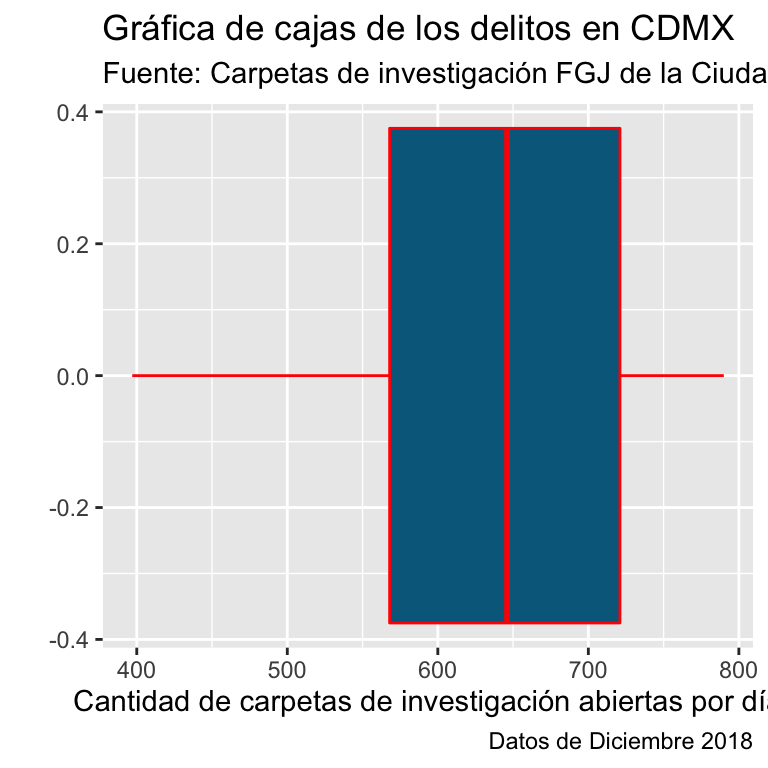 Gráfica de cajas de los delitos en CDMX
Fuente: Carpetas de investigación FGJ de la Ciuda
0.4
0.2
0.0
-0.2
-0.4
400 500 600 700 800
Cantidad de carpetas de investigación abiertas por día
Datos de Diciembre 2018